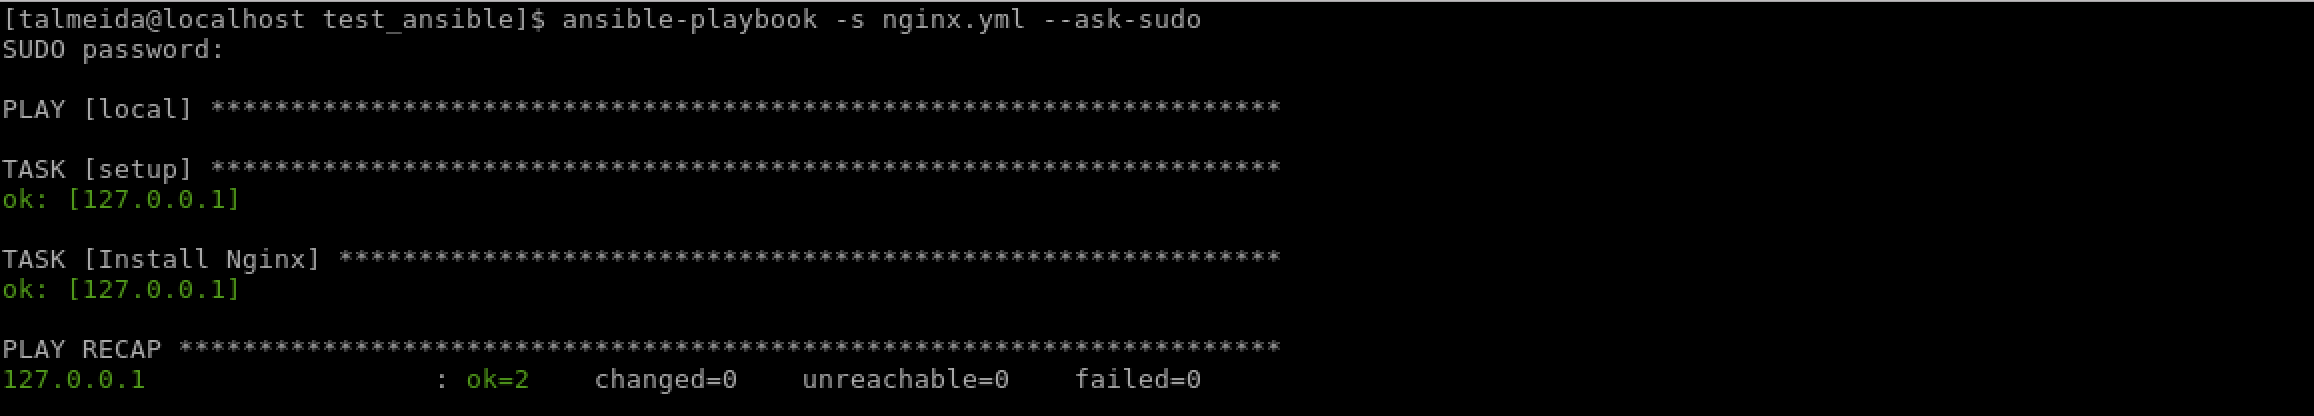 [talmeida@localhost test_ansible]$ ansible-playbook -s nginx.yml --ask-sudo
SUDO password:
PLAY [local] *******************************************************************
TASK [setup] *******************************************************************
ok: [127.0.0.1]
TASK [Install Nginx] ***********************************************************
ok: [127.0.0.1]
PLAY RECAP *********************************************************************
127.0.0.1                  : ok=2    changed=0    unreachable=0    failed=0